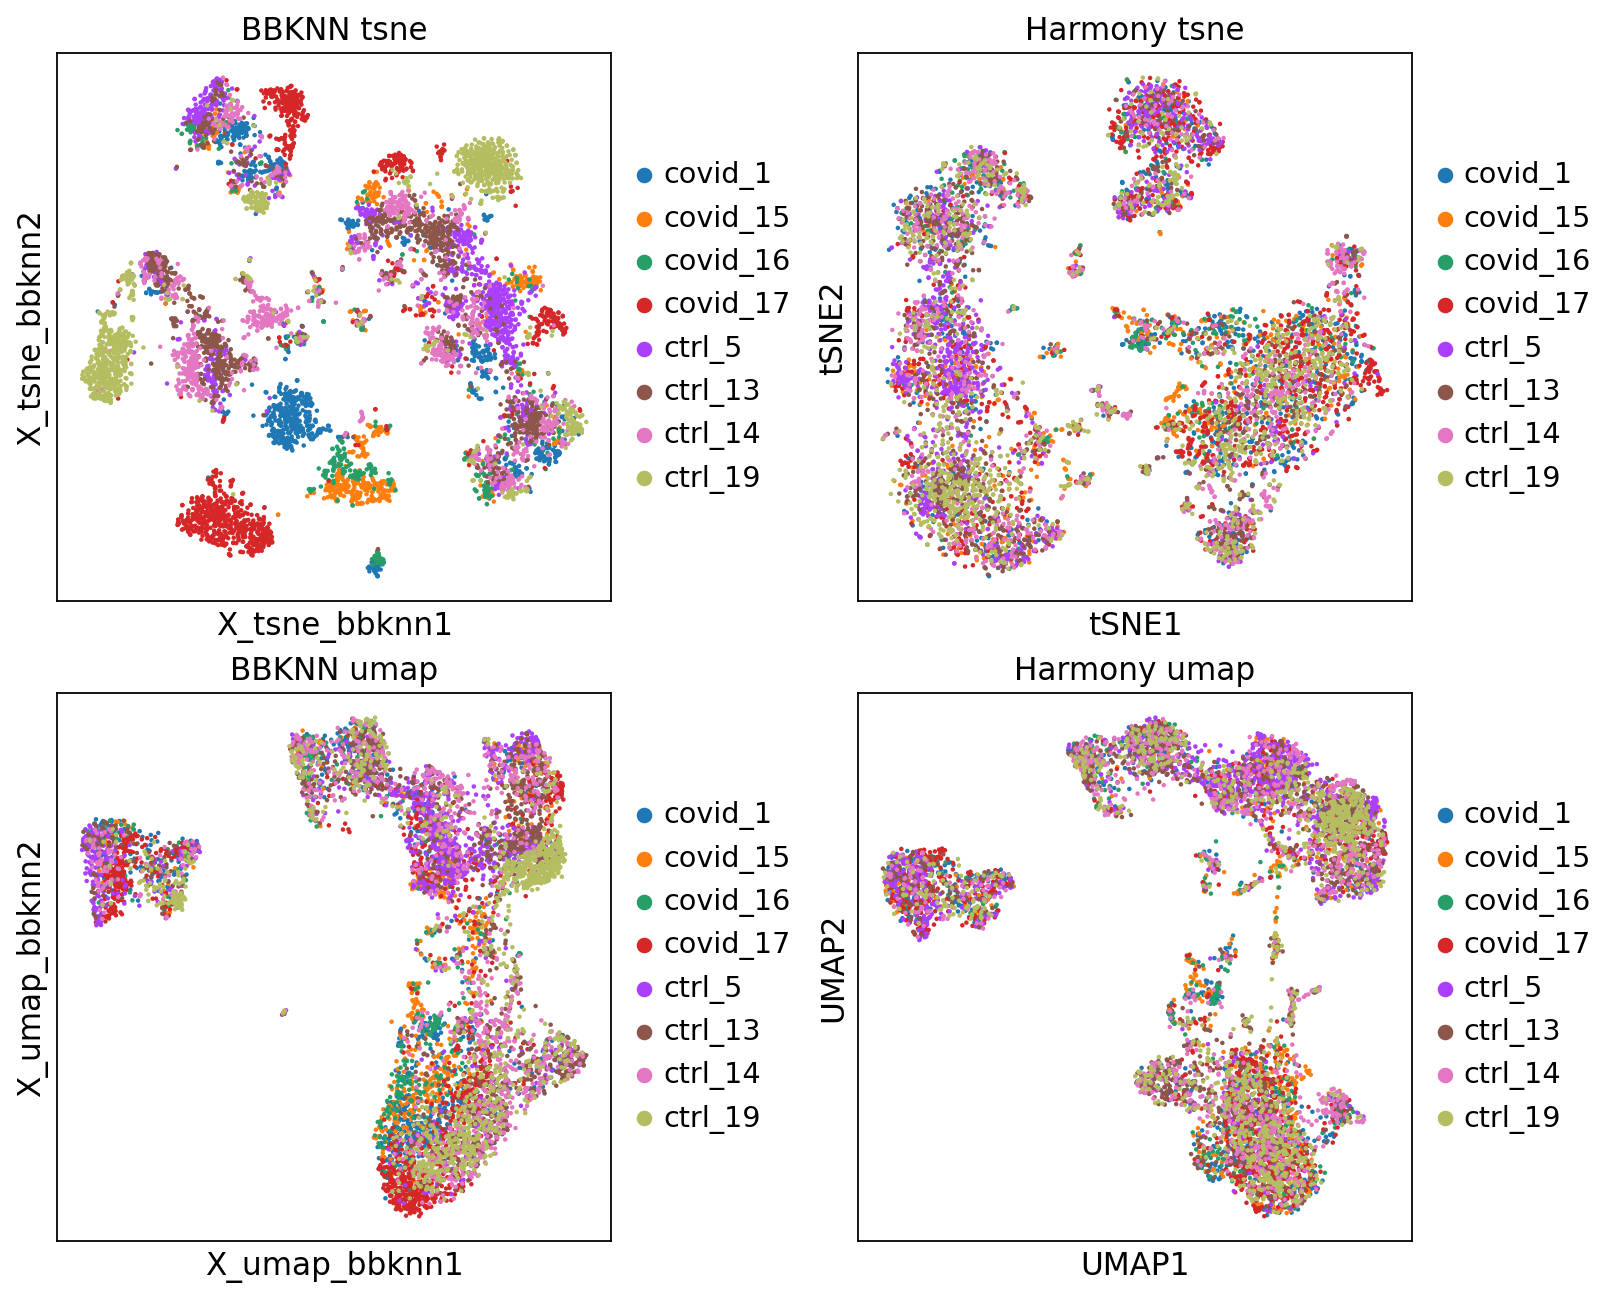 BBKNN tsne
X_tsne_bbknn2
X_tsne_bbknn1
covid_1
covid_15
covid_16
covid_17
ctrl_5
ctrl_13
ctrl_14
ctrl_19
Harmony tsne
tSNE2
tSNE1
covid_1
covid_15
covid_16
covid_17
ctrl_5
ctrl_13
ctrl_14
ctrl_19
BBKNN umap
X_umap_bbknn2
X_umap_bbknn1
covid_1
covid_15
covid_16
covid_17
ctrl_5
ctrl_13
ctrl_14
ctrl_19
Harmony umap
UMAP2
UMAP1
covid_1
covid_15
covid_16
covid_17
ctrl_5
ctrl_13
ctrl_14
ctrl_19